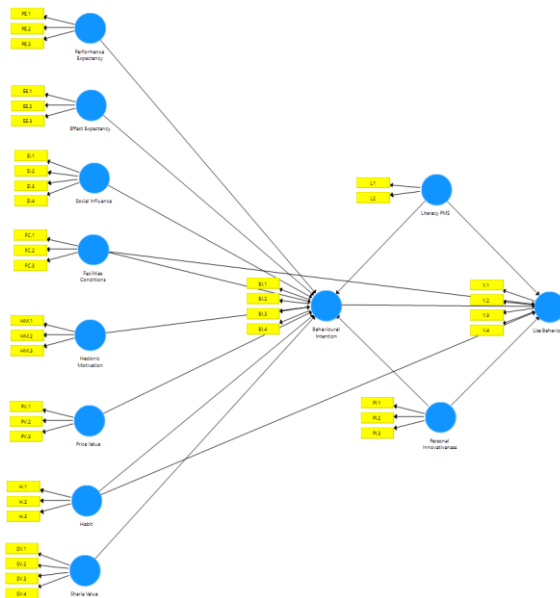 PE.1
PE.2
PE.3
Performance
Expectancy
EE.1
EE.2
EE.3
Effect Expectancy
SI.1
SI.2
SI.3
SI.4
Social Influence
FC.1
FC.2
FC.3
Facilities
Conditions
HM.1
HM.2
HM.3
Hedonic
Motivation
PV.1
PV.2
PV.3
Price Value
H.1
H.2
H.3
Habit
SV.1
SV.2
SV.3
SV.4
Sharia Value
BI.1
BI.2
BI.3
BI.4
Behavioural
Intention
L1
L2
Literacy PMS
PI.1
PI.2
PI.3
Personal
Innovativeness
Y.1
Y.2
Y.3
Y.4
Use Behavior